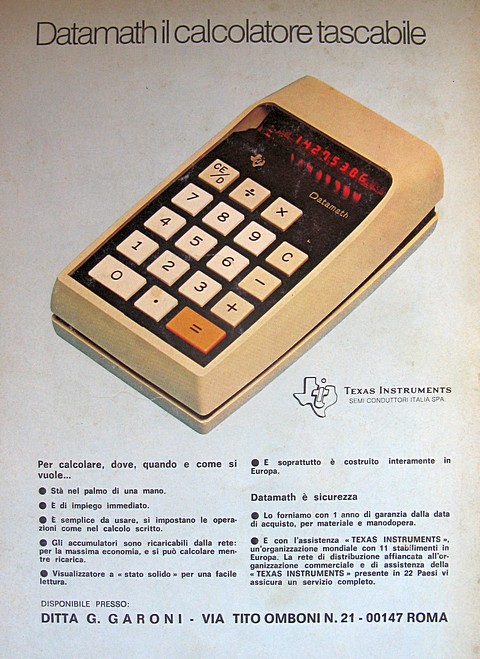 Datamath il calcolatore tascabile
14275386
Datamath
CE/D ÷ ×
7 8 9 C
4 5 6 −
1 2 3 +
0 . =
TEXAS INSTRUMENTS
SEMI CONDUTTORI ITALIA SPA.
Per calcolare, dove, quando e come si
vuole...
● Stà nel palmo di una mano.
● È di impiego immediato.
● È semplice da usare, si impostano le opera-
zioni come nel calcolo scritto.
● Gli accumulatori sono ricaricabili dalla rete:
per la massima economia, e si può calcolare men-
tre ricarica.
● Visualizzatore a « stato solido » per una facile
lettura.
● E soprattutto è costruito interamente in
Europa.
Datamath è sicurezza
● Lo forniamo con 1 anno di garanzia dalla data
di acquisto, per materiale e manodopera.
● E con l'assistenza « TEXAS INSTRUMENTS »,
un'organizzazione mondiale con 11 stabilimenti in
Europa. La rete di distribuzione affiancata all'or-
ganizzazione commerciale e di assistenza della
« TEXAS INSTRUMENTS » presente in 22 Paesi vi
assicura un servizio completo.
DISPONIBILE PRESSO:
DITTA G. GARONI - VIA TITO OMBONI N. 21 - 00147 ROMA